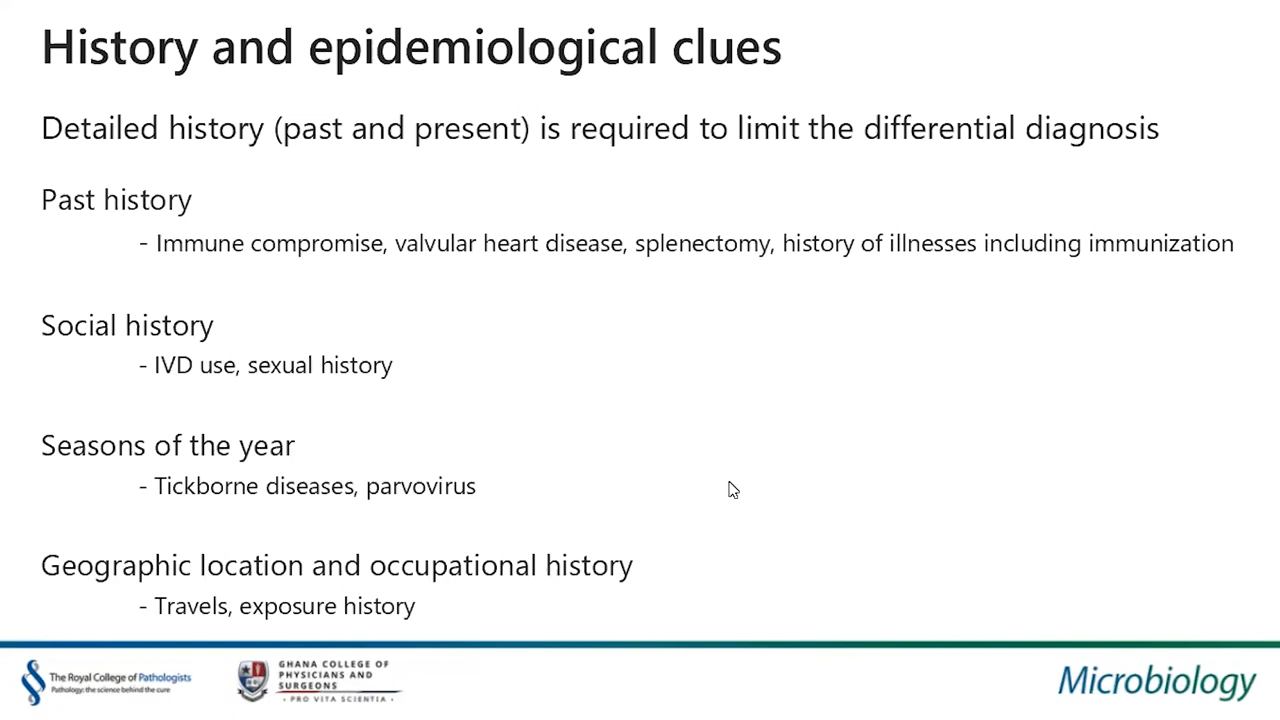 History and epidemiological clues
Detailed history (past and present) is required to limit the differential diagnosis
Past history
- Immune compromise, valvular heart disease, splenectomy, history of illnesses including immunization
Social history
- IVD use, sexual history
Seasons of the year
- Tickborne diseases, parvovirus
Geographic location and occupational history
- Travels, exposure history
The Royal College of Pathologists
Pathology: the science behind the cure
GHANA COLLEGE OF
PHYSICIANS AND
SURGEONS
• PRO VITA SCIENTIA •
Microbiology